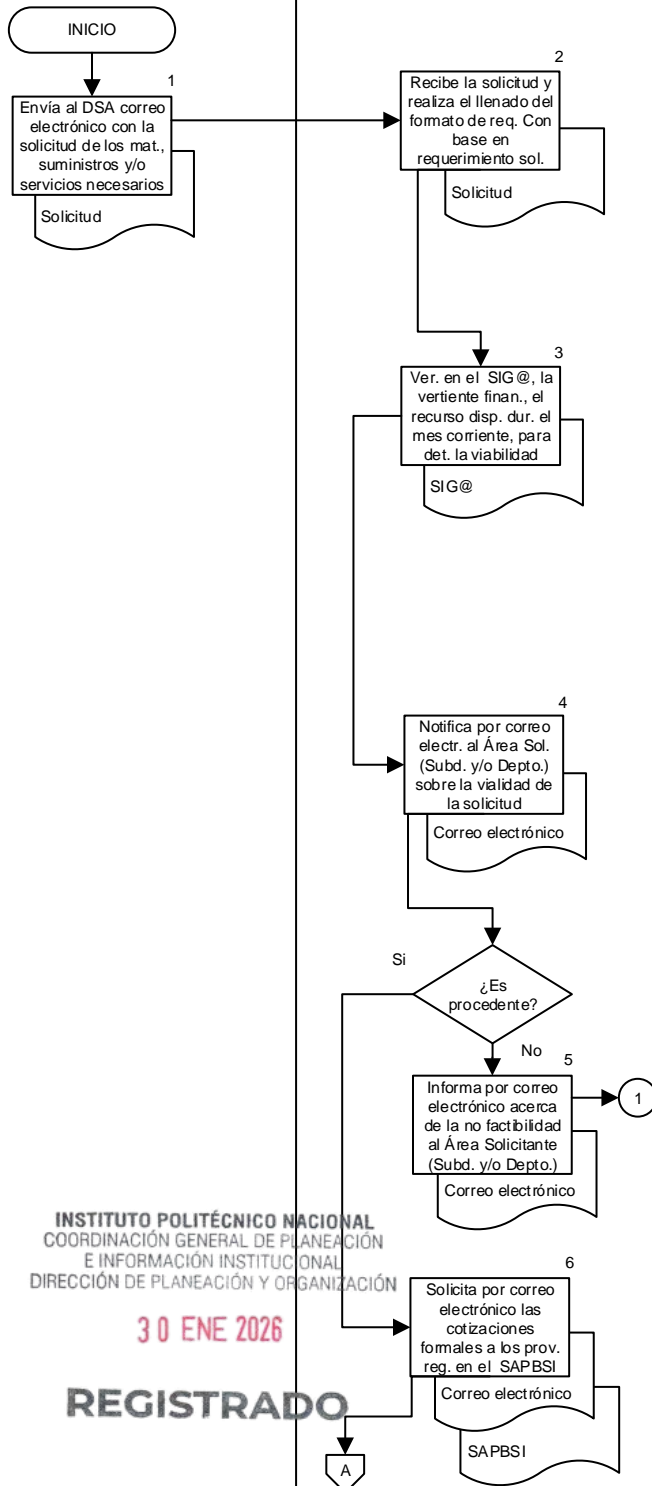 INICIO
1
Envía al DSA correo
electrónico con la
solicitud de los mat.,
suministros y/o
servicios necesarios
Solicitud
2
Recibe la solicitud y
realiza el llenado del
formato de req. Con
base en
requerimiento sol.
Solicitud
3
Ver. en el SIG@, la
vertiente finan., el
recurso disp. dur. el
mes corriente, para
det. la viabilidad
SIG@
4
Notifica por correo
electr. al Área Sol.
(Subd. y/o Depto.)
sobre la vialidad de
la solicitud
Correo electrónico
¿Es
procedente?
Si
No
5
Informa por correo
electrónico acerca
de la no factibilidad
al Área Solicitante
(Subd. y/o Depto.)
Correo electrónico
1
6
Solicita por correo
electrónico las
cotizaciones
formales a los prov.
reg. en el SAPBSI
Correo electrónico
SAPBSI
A
INSTITUTO POLITÉCNICO NACIONAL
COORDINACIÓN GENERAL DE PLANEACIÓN
E INFORMACIÓN INSTITUCIONAL
DIRECCIÓN DE PLANEACIÓN Y ORGANIZACIÓN
30 ENE 2026
REGISTRADO